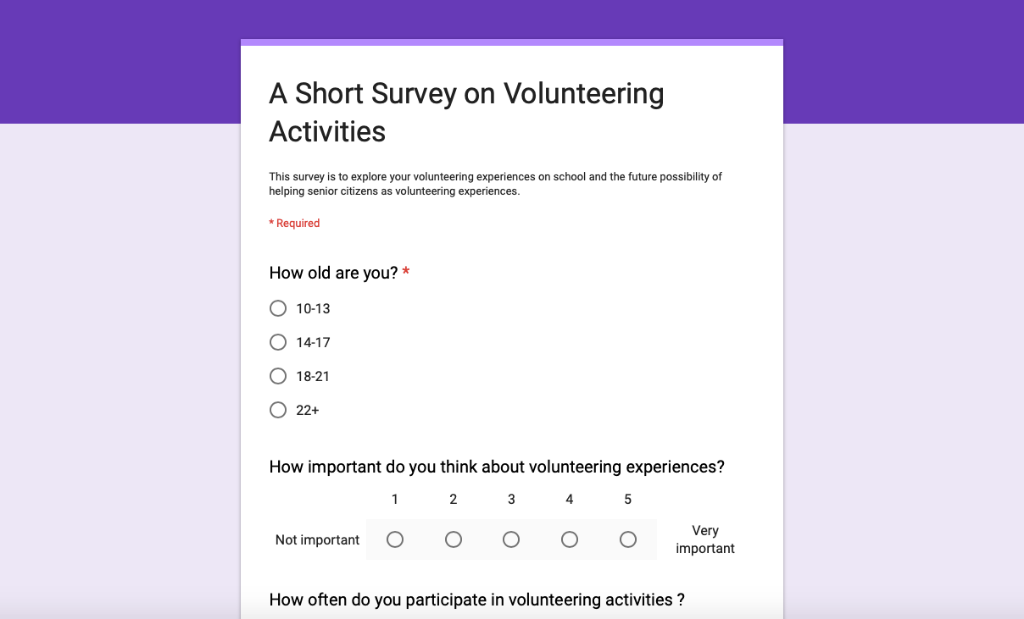 A Short Survey on Volunteering
Activities
This survey is to explore your volunteering experiences on school and the future possibility of
helping senior citizens as volunteering experiences.
* Required
How old are you? *
10-13
14-17
18-21
22+
How important do you think about volunteering experiences?
1 2 3 4 5
Not important
Very
important
How often do you participate in volunteering activities ?